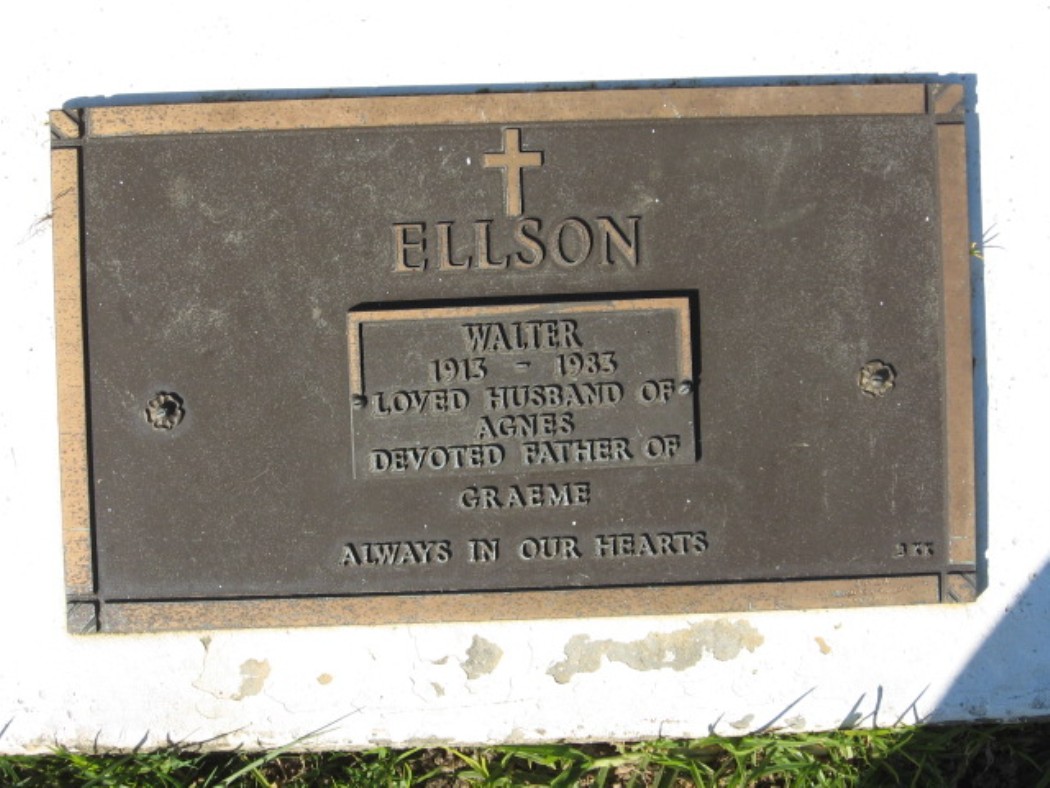 ELLSON
WALTER
1913 - 1983
LOVED HUSBAND OF
AGNES
DEVOTED FATHER OF
GRAEME
ALWAYS IN OUR HEARTS